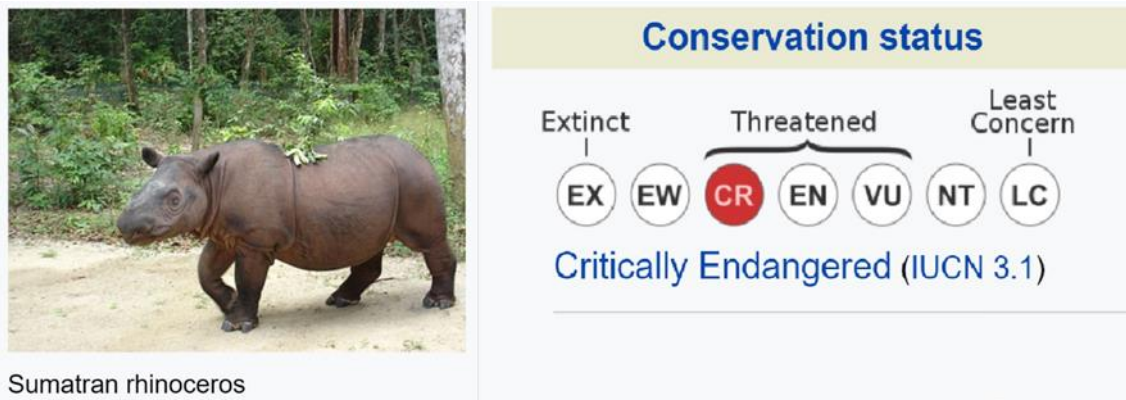 Sumatran rhinoceros
Conservation status
Extinct
Threatened
Least
Concern
EX EW CR EN VU NT LC
Critically Endangered (IUCN 3.1)